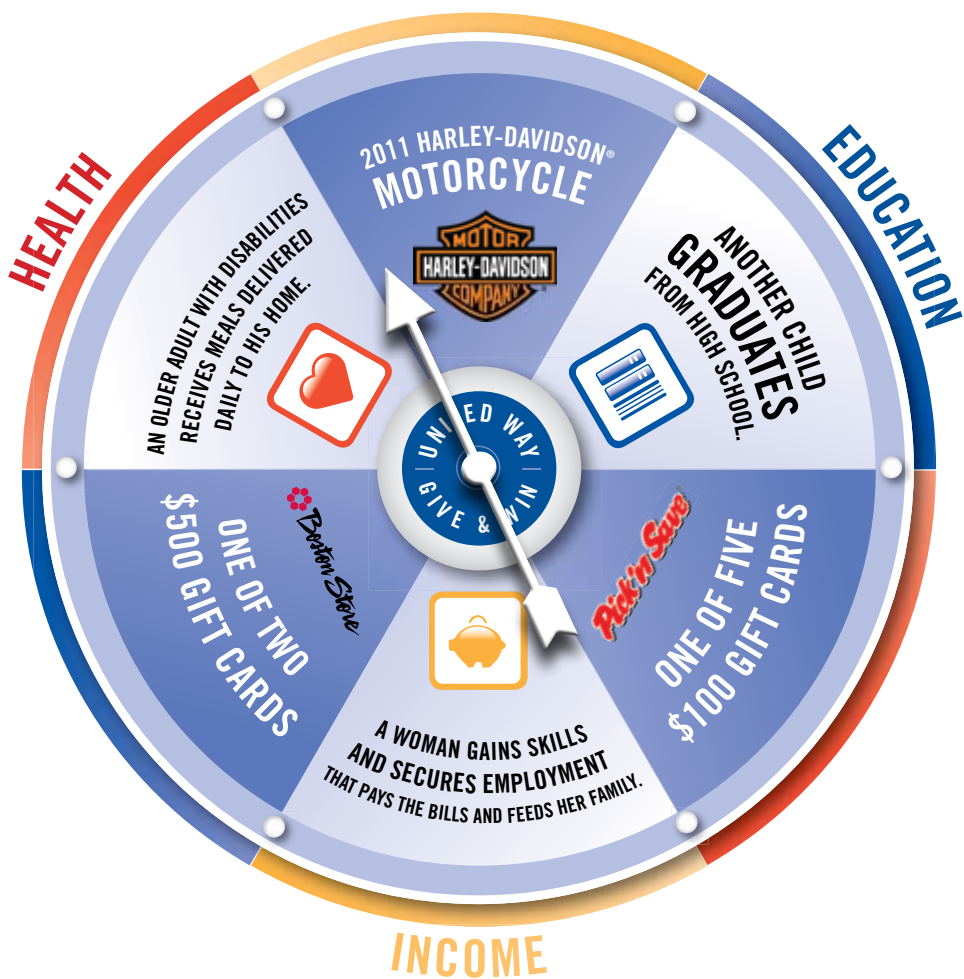 2011 HARLEY-DAVIDSON®
MOTORCYCLE
MOTOR
HARLEY-DAVIDSON
COMPANY
EDUCATION
ANOTHER CHILD
GRADUATES
FROM HIGH SCHOOL.
Pick'n Save
ONE OF FIVE
$100 GIFT CARDS
INCOME
A WOMAN GAINS SKILLS
AND SECURES EMPLOYMENT
THAT PAYS THE BILLS AND FEEDS HER FAMILY.
Boston Store
ONE OF TWO
$500 GIFT CARDS
HEALTH
AN OLDER ADULT WITH DISABILITIES
RECEIVES MEALS DELIVERED
DAILY TO HIS HOME.
UNITED WAY
GIVE & WIN